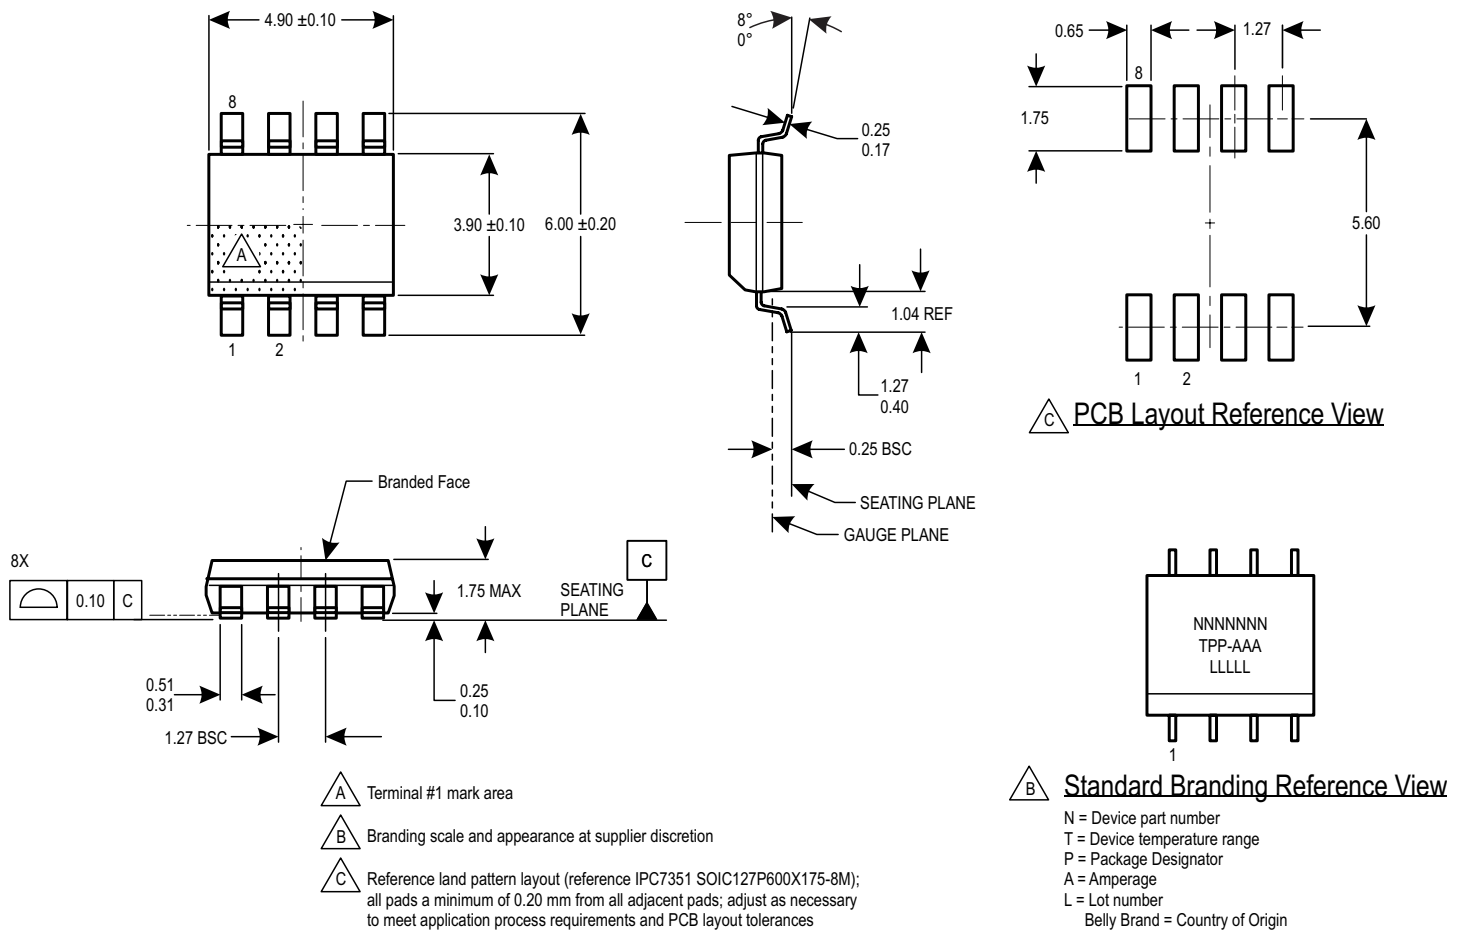 4.90 ±0.10
8
A
3.90 ±0.10
6.00 ±0.20
1
2
8°
0°
0.25
0.17
1.04 REF
1.27
0.40
0.25 BSC
SEATING PLANE
GAUGE PLANE
0.65
1.27
8
1.75
5.60
1
2
C
PCB Layout Reference View
Branded Face
8X
0.10
C
1.75 MAX
SEATING
PLANE
C
0.51
0.31
0.25
0.10
1.27 BSC
NNNNNNN
TPP-AAA
LLLLL
1
B
Standard Branding Reference View
N = Device part number
T = Device temperature range
P = Package Designator
A = Amperage
L = Lot number
Belly Brand = Country of Origin
A Terminal #1 mark area
B Branding scale and appearance at supplier discretion
C Reference land pattern layout (reference IPC7351 SOIC127P600X175-8M);
all pads a minimum of 0.20 mm from all adjacent pads; adjust as necessary
to meet application process requirements and PCB layout tolerances